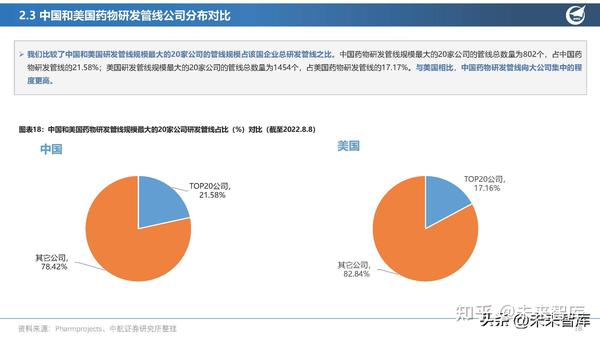 2.3 中国和美国药物研发管线公司分布对比
➤ 我们比较了中国和美国研发管线规模最大的20家公司的管线规模占该国企业总研发管线之比。中国药物管线规模最大的20家公司的管线总数量为802个，占中国药
物研发管线的21.58%；美国研发管线规模最大的20家公司的管线总数量为1454个，占美国药物研发管线的17.17%。与美国相比，中国药物研发管线向大公司集中的程
度更高。
图表18：中国和美国药物研发管线规模最大的20家公司研发管线占比（%）对比（截至2022.8.8）
中国
美国
TOP20公司,
21.58%
其它公司,
78.42%
TOP20公司,
17.16%
其它公司,
82.84%
资料来源：Pharmprojects、中航证券研究所整理
知乎 @未来智库
头条 @未来智库
18